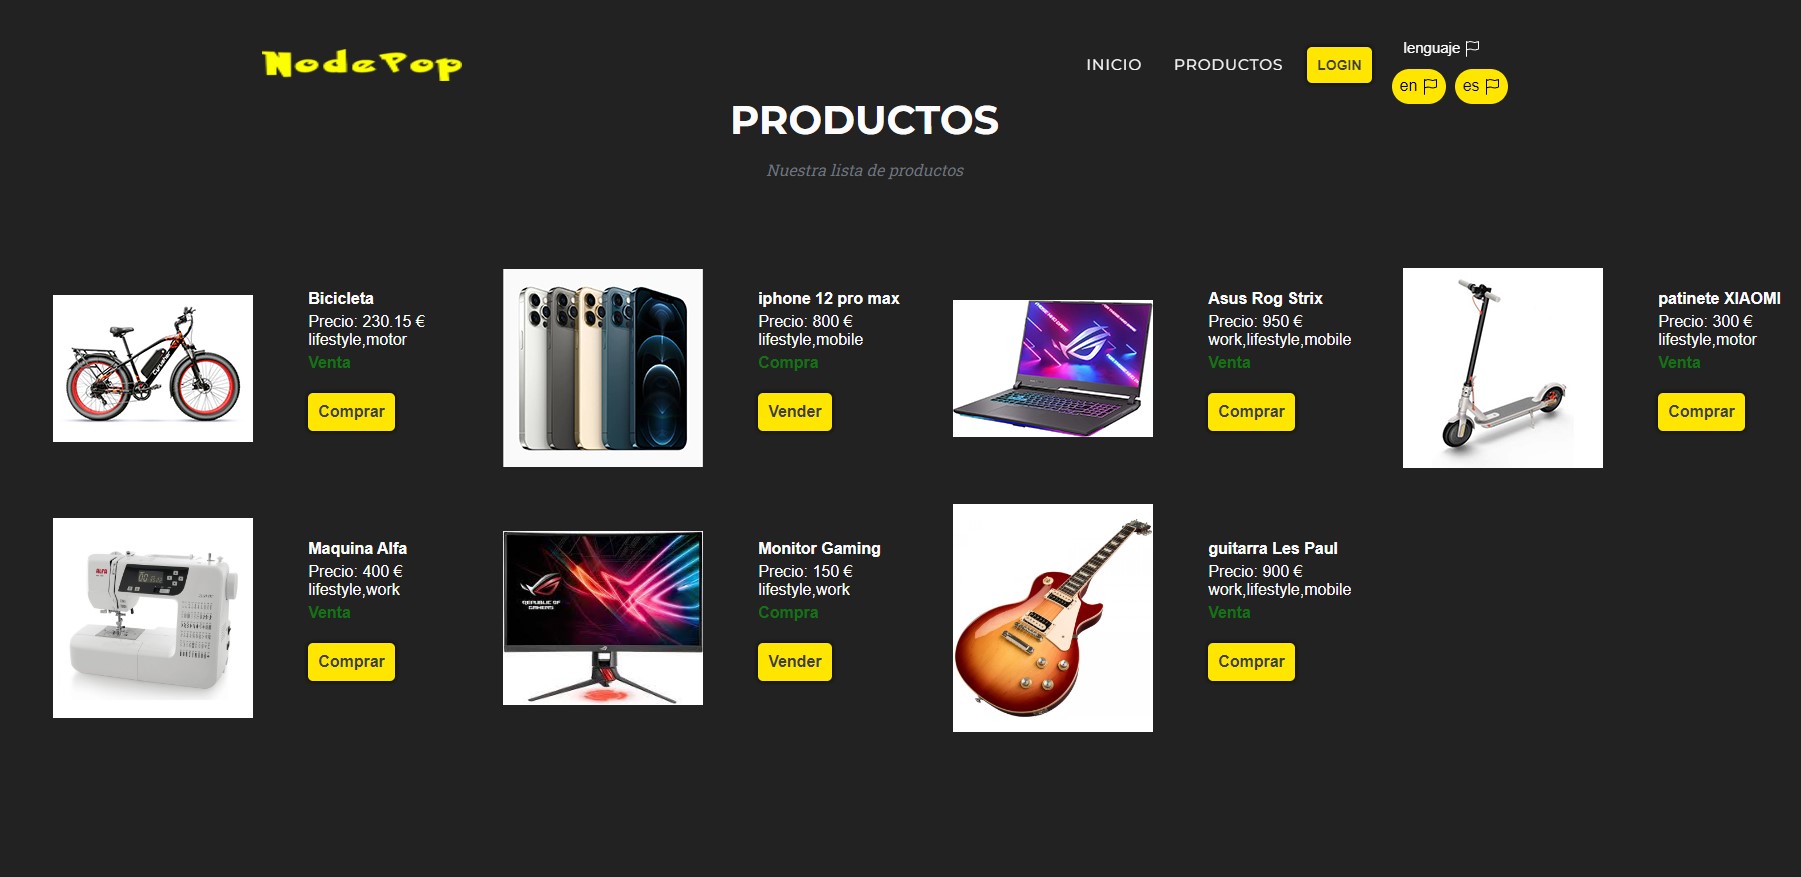 NodePop
INICIO
PRODUCTOS
LOGIN
lenguaje
en
es
PRODUCTOS
Nuestra lista de productos
Bicicleta
Precio: 230.15 €
lifestyle,motor
Venta
Comprar
iphone 12 pro max
Precio: 800 €
lifestyle,mobile
Compra
Vender
Asus Rog Strix
Precio: 950 €
work,lifestyle,mobile
Venta
Comprar
patinete XIAOMI
Precio: 300 €
lifestyle,motor
Venta
Comprar
Maquina Alfa
Precio: 400 €
lifestyle,work
Venta
Comprar
REPUBLIC OF
GAMERS
Monitor Gaming
Precio: 150 €
lifestyle,work
Compra
Vender
guitarra Les Paul
Precio: 900 €
work,lifestyle,mobile
Venta
Comprar